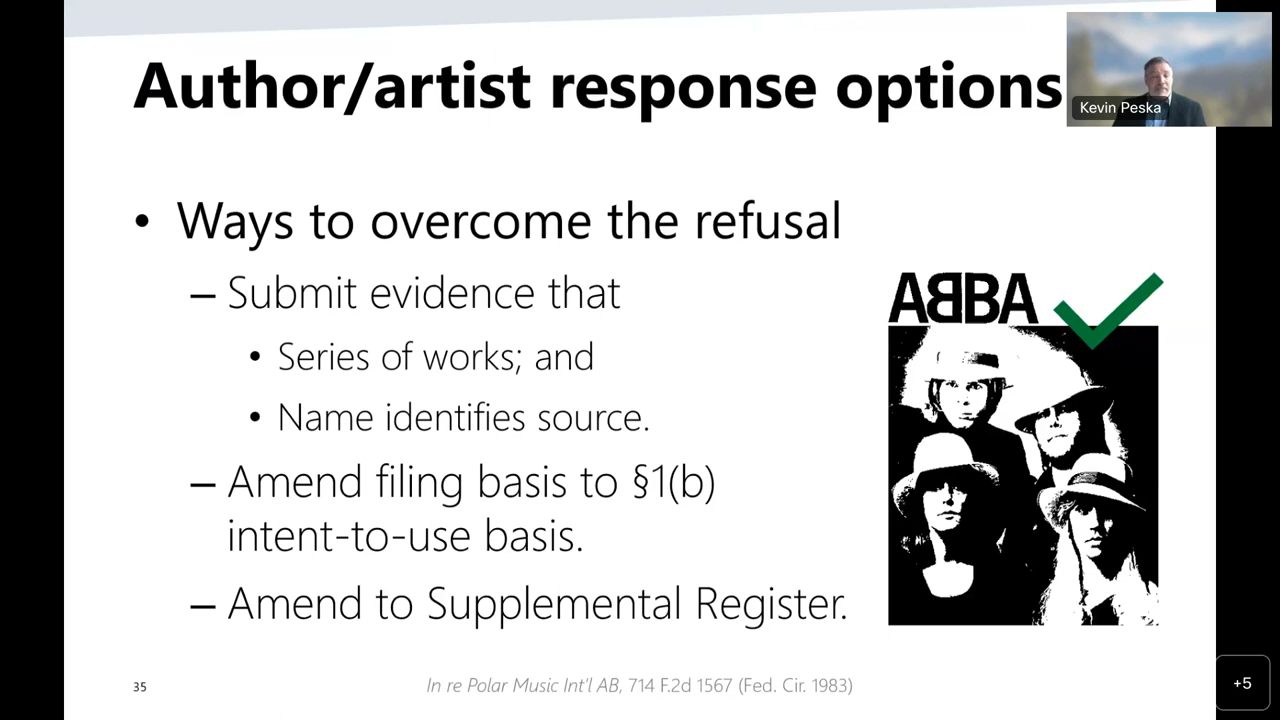 Author/artist response options
Kevin Peska
• Ways to overcome the refusal
– Submit evidence that
• Series of works; and
• Name identifies source.
– Amend filing basis to §1(b)
intent-to-use basis.
– Amend to Supplemental Register.
ABBA
35
In re Polar Music Int'l AB, 714 F.2d 1567 (Fed. Cir. 1983)
+5